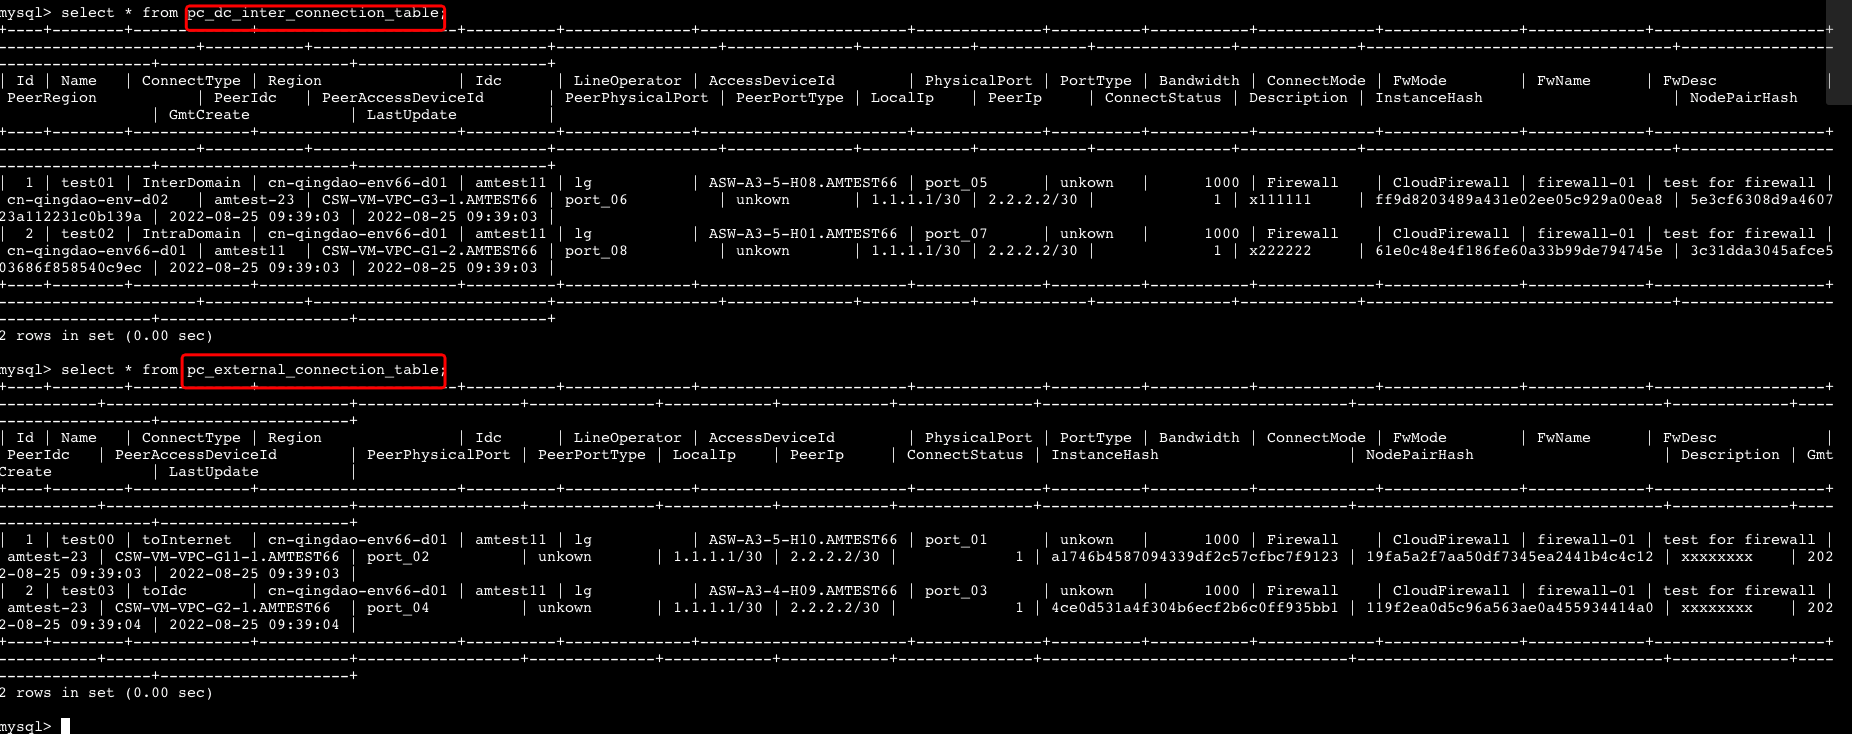 mysql> select * from pc_dc_inter_connection_table;
+----+--------+-------------+----------------------+----------+--------------+-----------------------+--------------+----------+-----------+-------------+---------------+------------+-------------------+
---------------------+-----------+--------------------------+------------------+--------------+------------+------------+---------------+-------------+----------------------------------+-----------------
-----------------+---------------------+---------------------+
| Id | Name | ConnectType | Region | Idc | LineOperator | AccessDeviceId | PhysicalPort | PortType | Bandwidth | ConnectMode | FwMode | FwName | FwDesc |
PeerRegion | PeerIdc | PeerAccessDeviceId | PeerPhysicalPort | PeerPortType | LocalIp | PeerIp | ConnectStatus | Description | InstanceHash | NodePairHash
| GmtCreate | LastUpdate |
+----+--------+-------------+----------------------+----------+--------------+-----------------------+--------------+----------+-----------+-------------+---------------+------------+-------------------+
---------------------+-----------+--------------------------+------------------+--------------+------------+------------+---------------+-------------+----------------------------------+-----------------
-----------------+---------------------+---------------------+
| 1 | test01 | InterDomain | cn-qingdao-env66-d01 | amtest11 | lg | ASW-A3-5-H08.AMTEST66 | port_05 | unkown | 1000 | Firewall | CloudFirewall | firewall-01 | test for firewall |
cn-qingdao-env-d02 | amtest-23 | CSW-VM-VPC-G3-1.AMTEST66 | port_06 | unkown | 1.1.1.1/30 | 2.2.2.2/30 | 1 | x111111 | ff9d8203489a431e02ee05c929a00ea8 | 5e3cf6308d9a4607
23a112231c0b139a | 2022-08-25 09:39:03 | 2022-08-25 09:39:03 |
| 2 | test02 | IntraDomain | cn-qingdao-env66-d01 | amtest11 | lg | ASW-A3-5-H01.AMTEST66 | port_07 | unkown | 1000 | Firewall | CloudFirewall | firewall-01 | test for firewall |
cn-qingdao-env66-d01 | amtest11 | CSW-VM-VPC-G1-2.AMTEST66 | port_08 | unkown | 1.1.1.1/30 | 2.2.2.2/30 | 1 | x222222 | 61e0c48e4f186fe60a33b99de794745e | 3c31dda3045afce5
03686f858540c9ec | 2022-08-25 09:39:03 | 2022-08-25 09:39:03 |
+----+--------+-------------+----------------------+----------+--------------+-----------------------+--------------+----------+-----------+-------------+---------------+------------+-------------------+
---------------------+-----------+--------------------------+------------------+--------------+------------+------------+---------------+-------------+----------------------------------+-----------------
-----------------+---------------------+---------------------+
2 rows in set (0.00 sec)
mysql> select * from pc_external_connection_table;
+----+--------+-------------+----------------------+----------+--------------+-----------------------+--------------+----------+-----------+-------------+---------------+------------+-------------------+
-----------+---------------------------+------------------+--------------+------------+------------+---------------+----------------------------------+----------------------------------+-------------+----
-----------------+---------------------+
| Id | Name | ConnectType | Region | Idc | LineOperator | AccessDeviceId | PhysicalPort | PortType | Bandwidth | ConnectMode | FwMode | FwName | FwDesc |
PeerIdc | PeerAccessDeviceId | PeerPhysicalPort | PeerPortType | LocalIp | PeerIp | ConnectStatus | InstanceHash | NodePairHash | Description | Gmt
Create | LastUpdate |
+----+--------+-------------+----------------------+----------+--------------+-----------------------+--------------+----------+-----------+-------------+---------------+------------+-------------------+
-----------+---------------------------+------------------+--------------+------------+------------+---------------+----------------------------------+----------------------------------+-------------+----
-----------------+---------------------+
| 1 | test00 | toInternet | cn-qingdao-env66-d01 | amtest11 | lg | ASW-A3-5-H10.AMTEST66 | port_01 | unkown | 1000 | Firewall | CloudFirewall | firewall-01 | test for firewall |
amtest-23 | CSW-VM-VPC-G11-1.AMTEST66 | port_02 | unkown | 1.1.1.1/30 | 2.2.2.2/30 | 1 | a1746b4587094339df2c57cfbc7f9123 | 19fa5a2f7aa50df7345ea2441b4c4c12 | xxxxxxxx | 202
2-08-25 09:39:03 | 2022-08-25 09:39:03 |
| 2 | test03 | toIdc | cn-qingdao-env66-d01 | amtest11 | lg | ASW-A3-4-H09.AMTEST66 | port_03 | unkown | 1000 | Firewall | CloudFirewall | firewall-01 | test for firewall |
amtest-23 | CSW-VM-VPC-G2-1.AMTEST66 | port_04 | unkown | 1.1.1.1/30 | 2.2.2.2/30 | 1 | 4ce0d531a4f304b6ecf2b6c0ff935bb1 | 119f2ea0d5c96a563ae0a455934414a0 | xxxxxxxx | 202
2-08-25 09:39:04 | 2022-08-25 09:39:04 |
+----+--------+-------------+----------------------+----------+--------------+-----------------------+--------------+----------+-----------+-------------+---------------+------------+-------------------+
-----------+---------------------------+------------------+--------------+------------+------------+---------------+----------------------------------+----------------------------------+-------------+----
-----------------+---------------------+
2 rows in set (0.00 sec)
mysql>